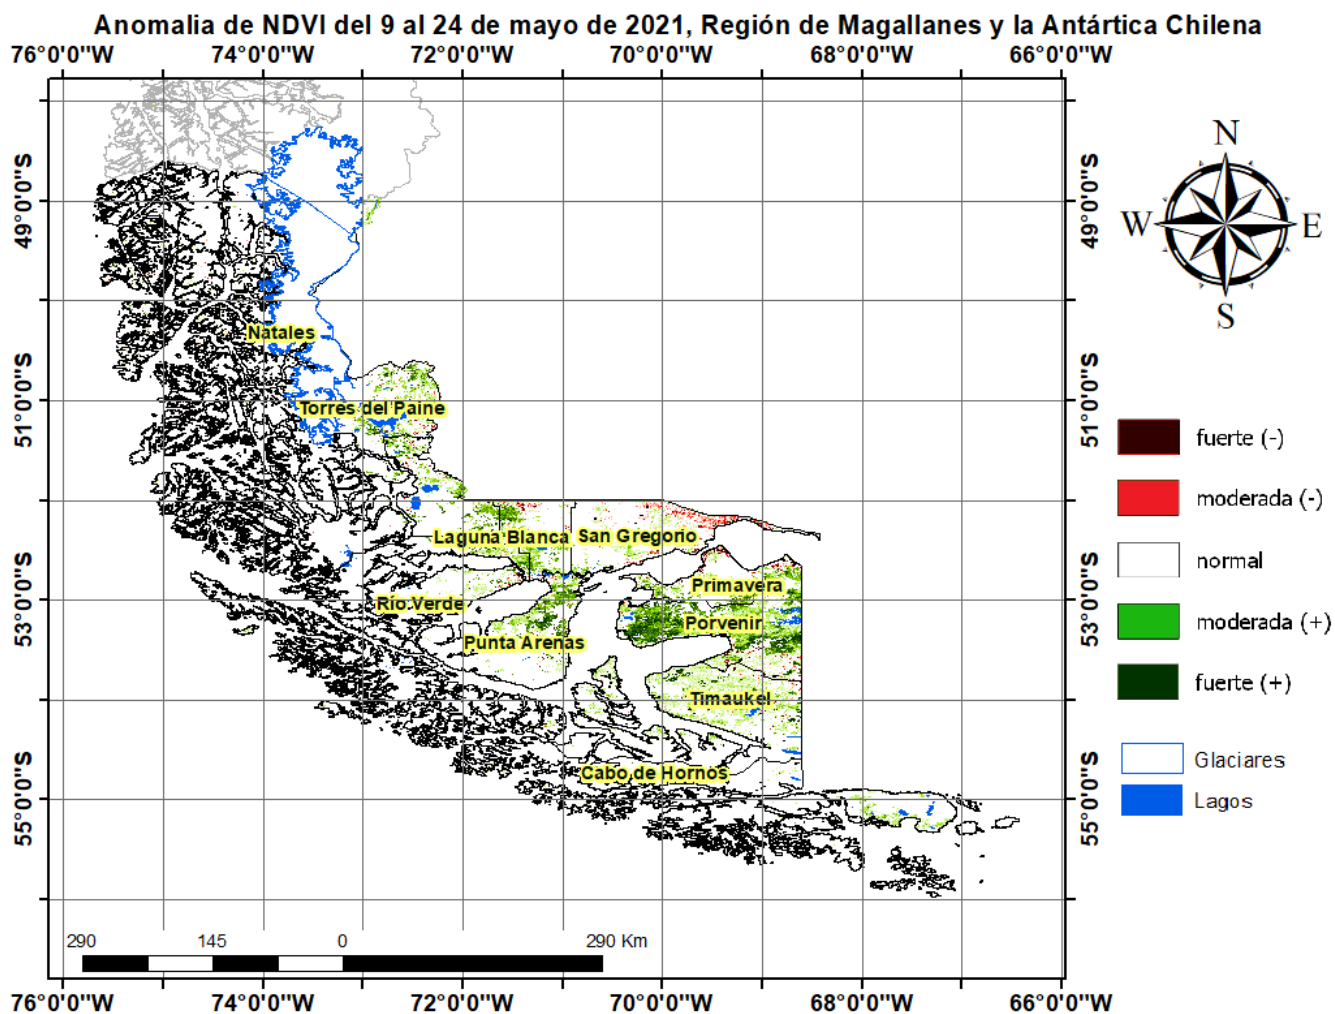 Anomalia de NDVI del 9 al 24 de mayo de 2021, Región de Magallanes y la Antártica Chilena
76°0'0"W 74°0'0"W 72°0'0"W 70°0'0"W 68°0'0"W 66°0'0"W
N
W E
S
49°0'0"S 49°0'0"S
Natales
51°0'0"S 51°0'0"S
Torres del Paine
fuerte (-)
moderada (-)
normal
moderada (+)
fuerte (+)
Glaciares
Lagos
Laguna Blanca San Gregorio
Primavera
Río Verde
53°0'0"S 53°0'0"S
Porvenir
Punta Arenas
Timaukel
Cabo de Hornos
55°0'0"S 55°0'0"S
290 145 0 290 Km
76°0'0"W 74°0'0"W 72°0'0"W 70°0'0"W 68°0'0"W 66°0'0"W